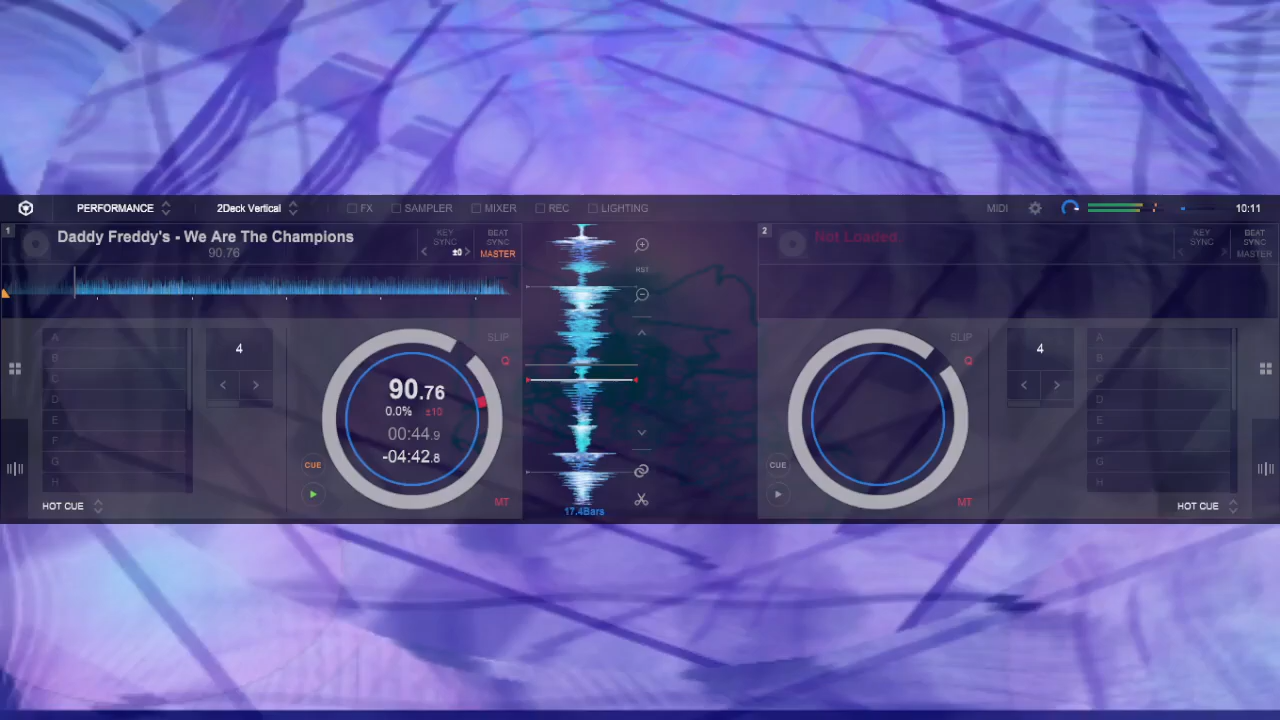 PERFORMANCE
2Deck Vertical
FX
SAMPLER
MIXER
REC
LIGHTING
MIDI
10:11
1
Daddy Freddy's - We Are The Champions
90.76
KEY
SYNC
±0
BEAT
SYNC
MASTER
RST
2
Not Loaded.
KEY
SYNC
BEAT
SYNC
MASTER
A
B
C
D
E
F
G
H
4
SLIP
Q
90.76
0.0%
±10
00:44.9
-04:42.8
CUE
MT
HOT CUE
17.4Bars
SLIP
Q
CUE
MT
4
A
B
C
D
E
F
G
H
HOT CUE